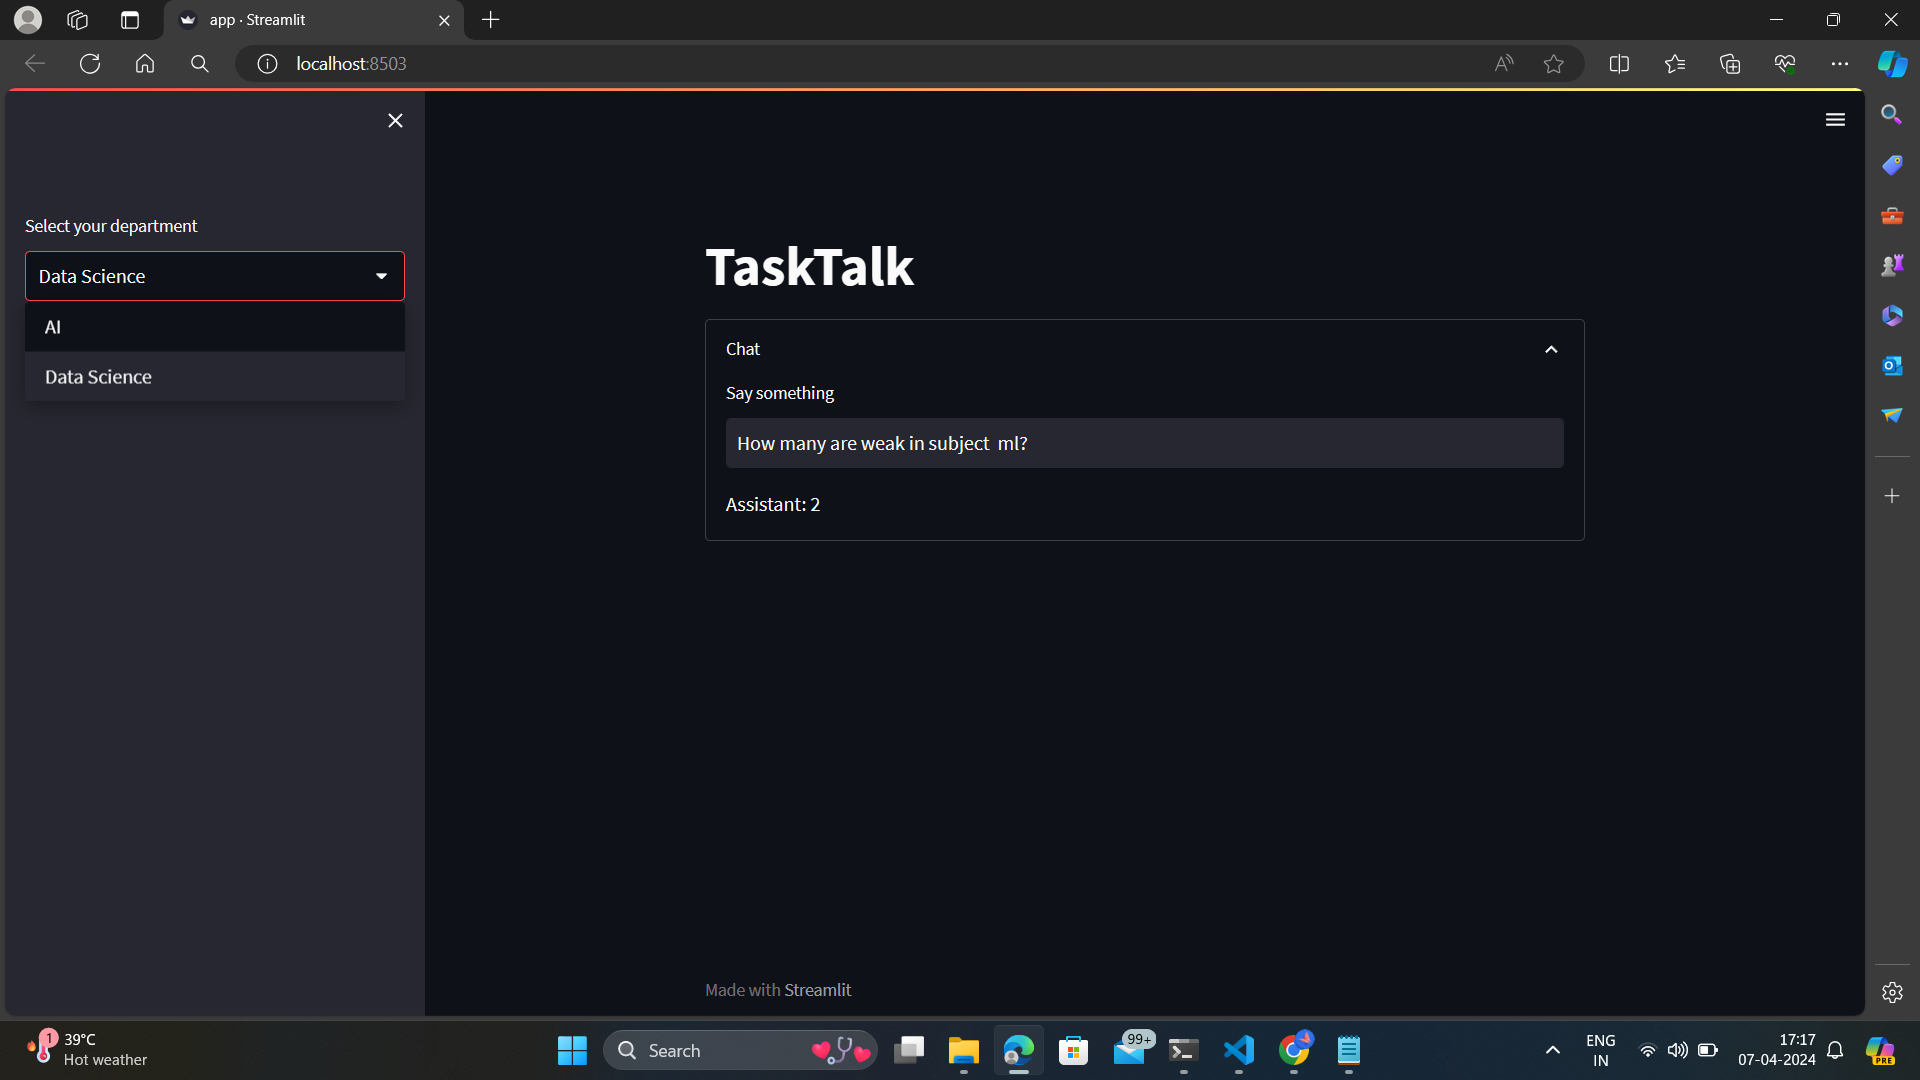 app · Streamlit
localhost:8503
Select your department
Data Science
AI
Data Science
TaskTalk
Chat
Say something
How many are weak in subject  ml?
Assistant: 2
Made with Streamlit
1
39°C
Hot weather
Search
99+
ENG
IN
17:17
07-04-2024
PRE